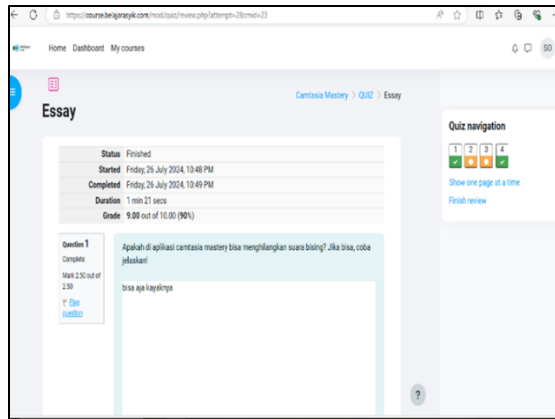 https://course.belajarasyik.com/mod/quiz/review.php?attempt=28cmid=23
Home Dashboard My courses
SO
Camtasia Mastery > QUIZ > Essay
Essay
Status Finished
Started Friday, 26 July 2024, 10:48 PM
Completed Friday, 26 July 2024, 10:49 PM
Duration 1 min 21 secs
Grade 9.00 out of 10.00 (90%)
Question 1
Complete
Mark 2.50 out of
2.50
Flag
question
Apakah di aplikasi camtasia mastery bisa menghilangkan suara bising? Jika bisa, coba
jelaskan!
bisa aja kayaknya
Quiz navigation
1 2 3 4
Show one page at a time
Finish review
?